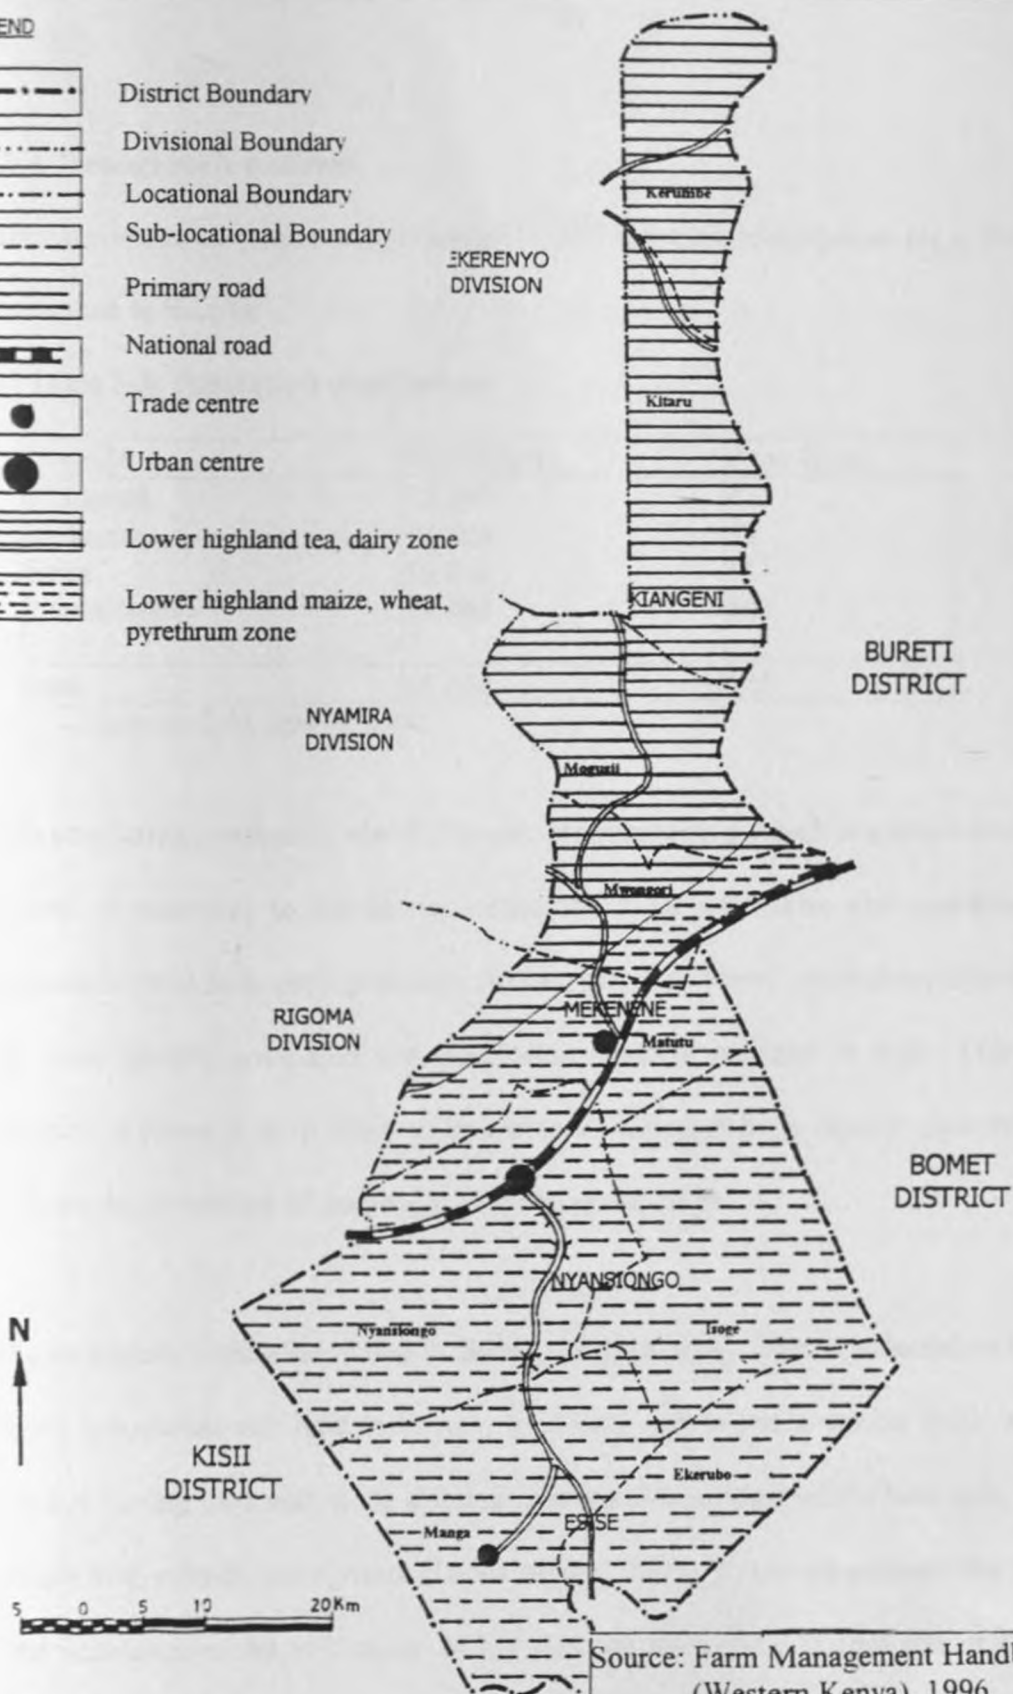 END
District Boundary
Divisional Boundary
Locational Boundary
Sub-locational Boundary
Primary road
National road
Trade centre
Urban centre
Lower highland tea, dairy zone
Lower highland maize, wheat,
pyrethrum zone
EKERENYO
DIVISION
Kerumbe
Kitaru
KIANGENI
BURETI
DISTRICT
NYAMIRA
DIVISION
Mogusii
Mwongori
RIGOMA
DIVISION
MEKENENE
Matutu
BOMET
DISTRICT
NYANSIONGO
Nyansiongo
Isoge
N
KISII
DISTRICT
Ekerubo
Manga
ESISE
5 0 5 10 20Km
Source: Farm Management Handb
(Western Kenya), 1996